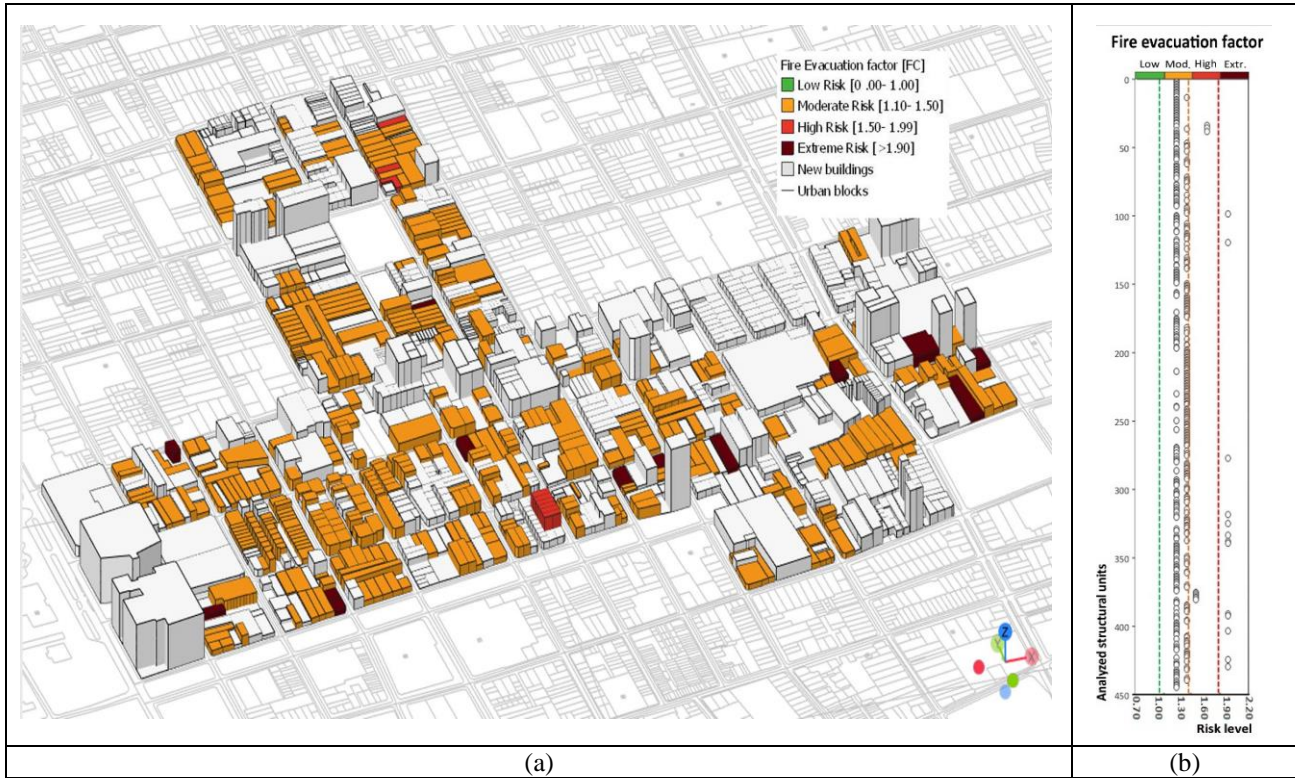 Fire Evacuation factor [FC]
Low Risk [0 .00- 1.00]
Moderate Risk [1.10- 1.50]
High Risk [1.50- 1.99]
Extreme Risk [ >1.90]
New buildings
Urban blocks
Z
Y
X
(a)
Fire evacuation factor
Low Mod. High Extr.
0
50
100
150
200
250
300
350
400
450
Analyzed structural units
0.70 1.00 1.30 1.60 1.90 2.20
Risk level
(b)